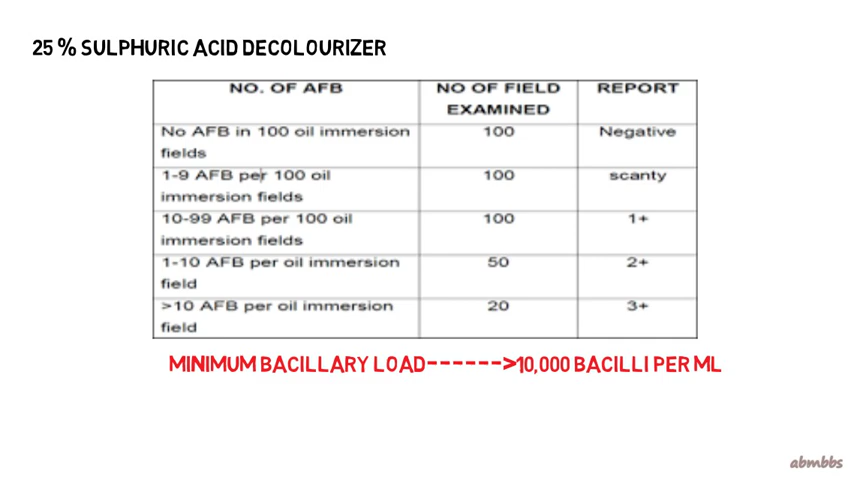 25 % SULPHURIC ACID DECOLOURIZER
NO. OF AFB
NO OF FIELD
EXAMINED
REPORT
No AFB in 100 oil immersion
fields
100
Negative
1-9 AFB per 100 oil
immersion fields
100
scanty
10-99 AFB per 100 oil
immersion fields
100
1+
1-10 AFB per oil immersion
field
50
2+
>10 AFB per oil immersion
field
20
3+
MINIMUM BACILLARY LOAD------>10,000 BACILLI PER ML
abmbbs